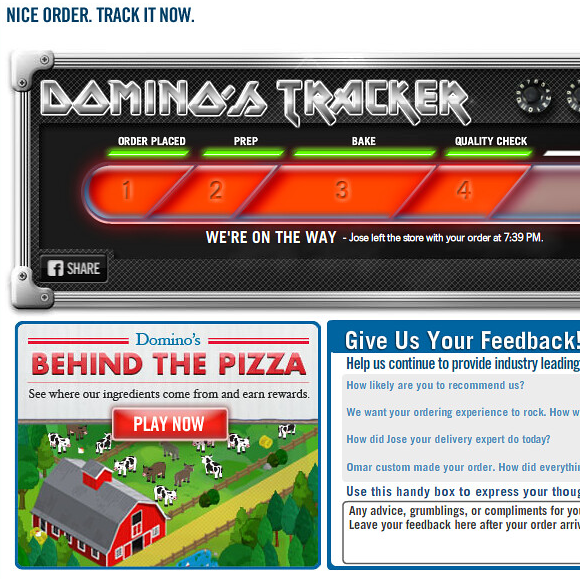 NICE ORDER. TRACK IT NOW.
DOMINO'S TRACKER
ORDER PLACED PREP BAKE QUALITY CHECK
1 2 3 4
WE'RE ON THE WAY - Jose left the store with your order at 7:39 PM.
f SHARE
Domino's
BEHIND THE PIZZA
See where our ingredients come from and earn rewards.
PLAY NOW
Give Us Your Feedback!
Help us continue to provide industry leading
How likely are you to recommend us?
We want your ordering experience to rock. How w
How did Jose your delivery expert do today?
Omar custom made your order. How did everythin
Use this handy box to express your thoug
Any advice, grumblings, or compliments for yo
Leave your feedback here after your order arriv